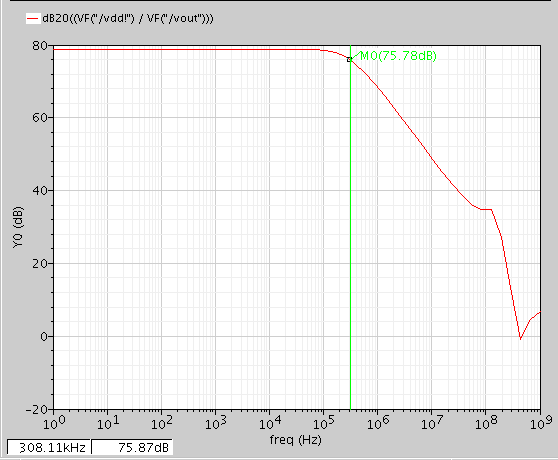 dB20((VF("/vdd!") / VF("/vout")))
80
M0(75.78dB)
60
40
20
0
-20
Y0 (dB)
10^0 10^1 10^2 10^3 10^4 10^5 10^6 10^7 10^8 10^9
freq (Hz)
308.11kHz 75.87dB